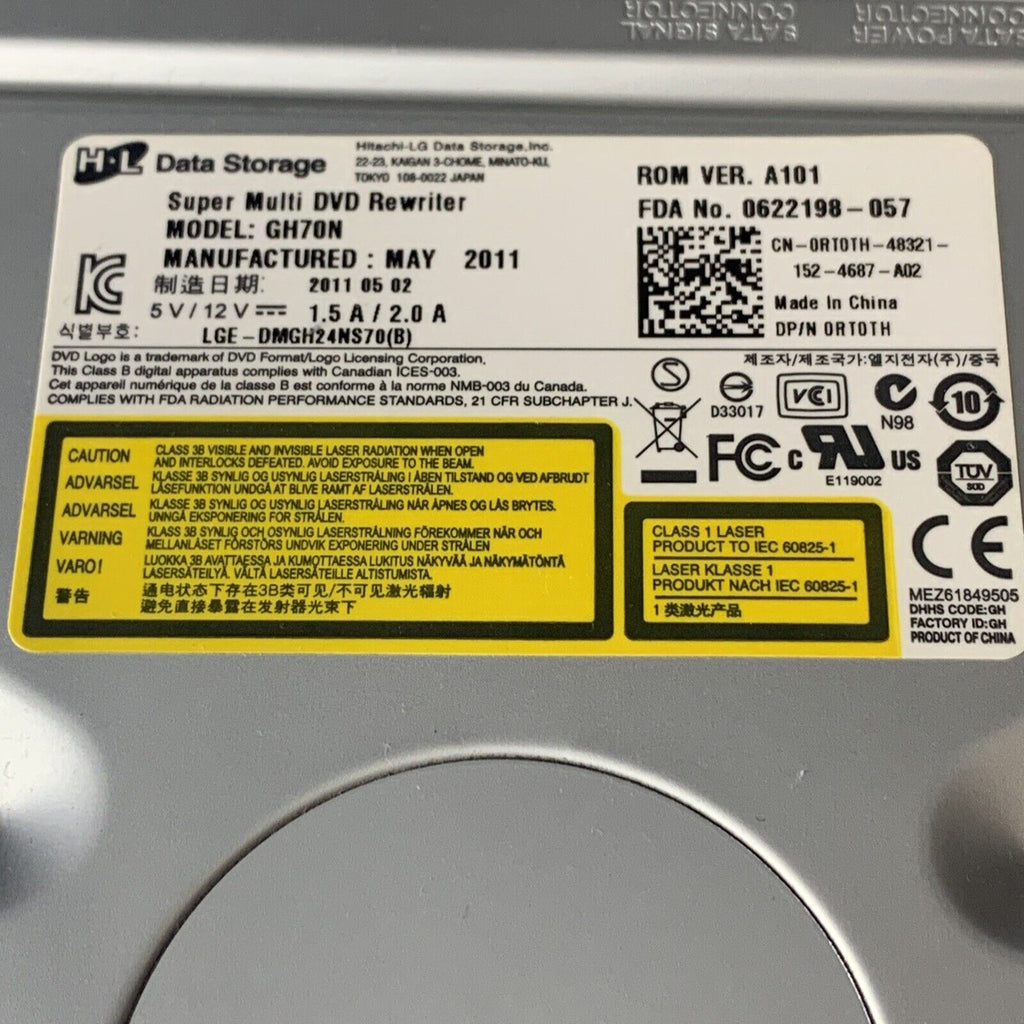 SATA SIGNAL
CONNECTOR
SATA POWER
CONNECTOR
H·L Data Storage
Hitachi-LG Data Storage,Inc.
22-23, KAIGAN 3-CHOME, MINATO-KU,
TOKYO 108-0022 JAPAN
Super Multi DVD Rewriter
MODEL: GH70N
MANUFACTURED : MAY 2011
制造日期: 2011 05 02
5 V / 12 V 1.5 A / 2.0 A
식별부호: LGE-DMGH24NS70(B)
ROM VER. A101
FDA No. 0622198-057
CN-0RT0TH-48321-
152-4687-A02
Made In China
DP/N 0RT0TH
DVD Logo is a trademark of DVD Format/Logo Licensing Corporation.
This Class B digital apparatus complies with Canadian ICES-003.
Cet appareil numérique de la classe B est conforme à la norme NMB-003 du Canada.
COMPLIES WITH FDA RADIATION PERFORMANCE STANDARDS, 21 CFR SUBCHAPTER J.
제조자/제조국가:엘지전자(주)/중국
S
D33017
VCI
N98
10
FC
c RU US
E119002
TÜV
SÜD
CE
CAUTION CLASS 3B VISIBLE AND INVISIBLE LASER RADIATION WHEN OPEN
AND INTERLOCKS DEFEATED. AVOID EXPOSURE TO THE BEAM.
ADVARSEL KLASSE 3B SYNLIG OG USYNLIG LASERSTRÅLING I ÅBEN TILSTAND OG VED AFBRUDT
LÅSEFUNKTION UNDGÅ AT BLIVE RAMT AF LASERSTRÅLEN.
ADVARSEL KLASSE 3B SYNLIG OG USYNLIG LASERSTRÅLING NÅR ÅPNES OG LÅS BRYTES.
UNNGÅ EKSPONERING FOR STRÅLEN.
VARNING KLASS 3B SYNLIG OCH OSYNLIG LASERSTRÅLNING FÖREKOMMER NÄR OCH
MELLANLÅSET FÖRSTÖRS UNDVIK EXPONERING UNDER STRÅLEN
VARO! LUOKKA 3B AVATTAESSA JA KUMOTTAESSA LUKITUS NÄKYVÄÄ JA NÄKYMÄTÖNTÄ
LASERSÄTEILYÄ. VÄLTÄ LASERSÄTEILLE ALTISTUMISTA.
警告 通电状态下存在3B类可见/不可见激光辐射
避免直接暴露在发射器光束下
CLASS 1 LASER
PRODUCT TO IEC 60825-1
LASER KLASSE 1
PRODUKT NACH IEC 60825-1
1 类激光产品
MEZ61849505
DHHS CODE:GH
FACTORY ID:GH
PRODUCT OF CHINA